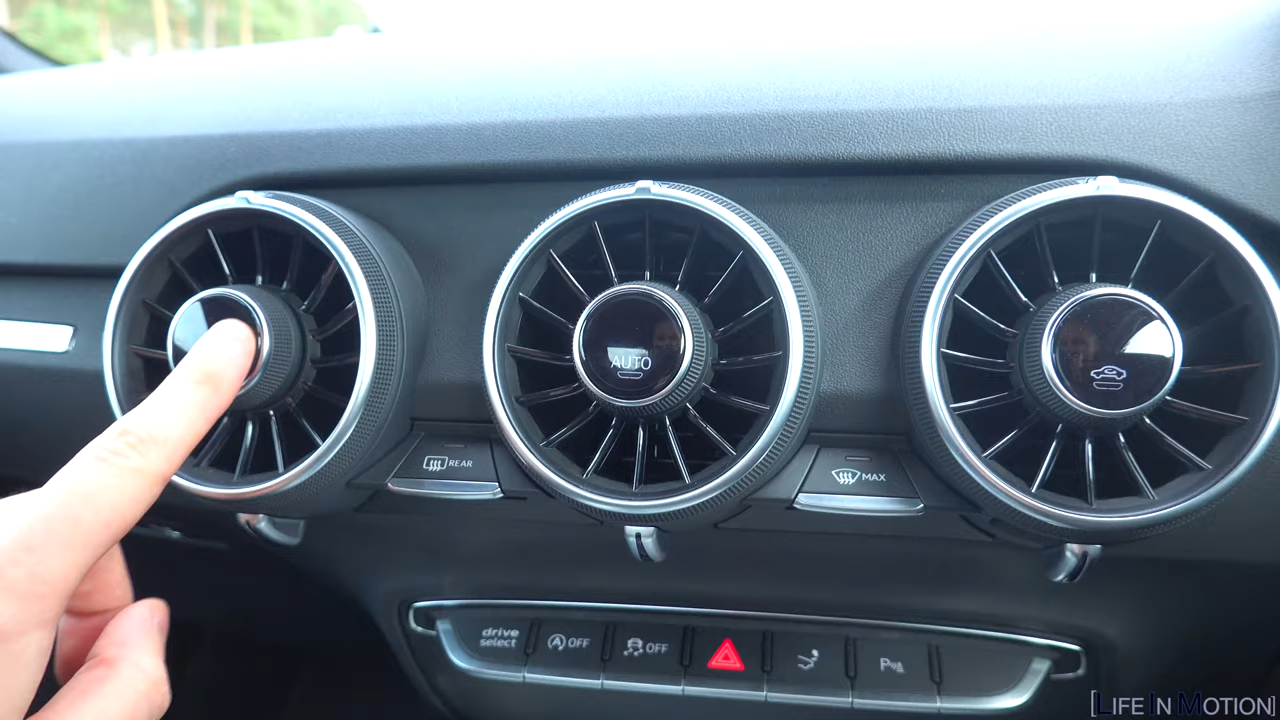 AUTO
REAR
MAX
drive
select
OFF
OFF
P
[LIFE IN MOTION]